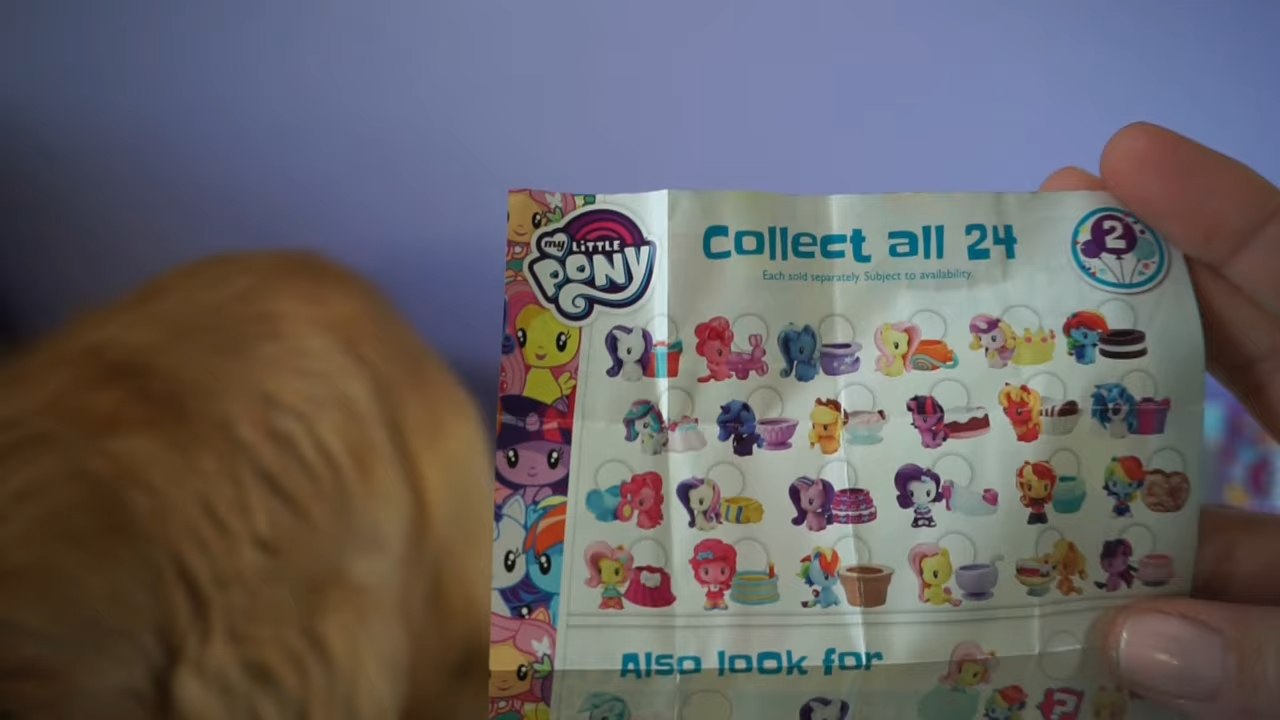 my LiTTLE
PONY
Collect all 24
Each sold separately. Subject to availability.
2
Also look for
?